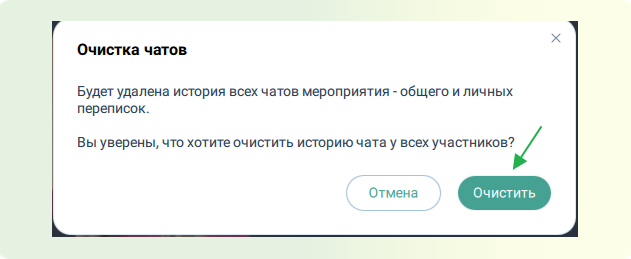 Очистка чатов
Будет удалена история всех чатов мероприятия - общего и личных
переписок.
Вы уверены, что хотите очистить историю чата у всех участников?
Отмена
Очистить